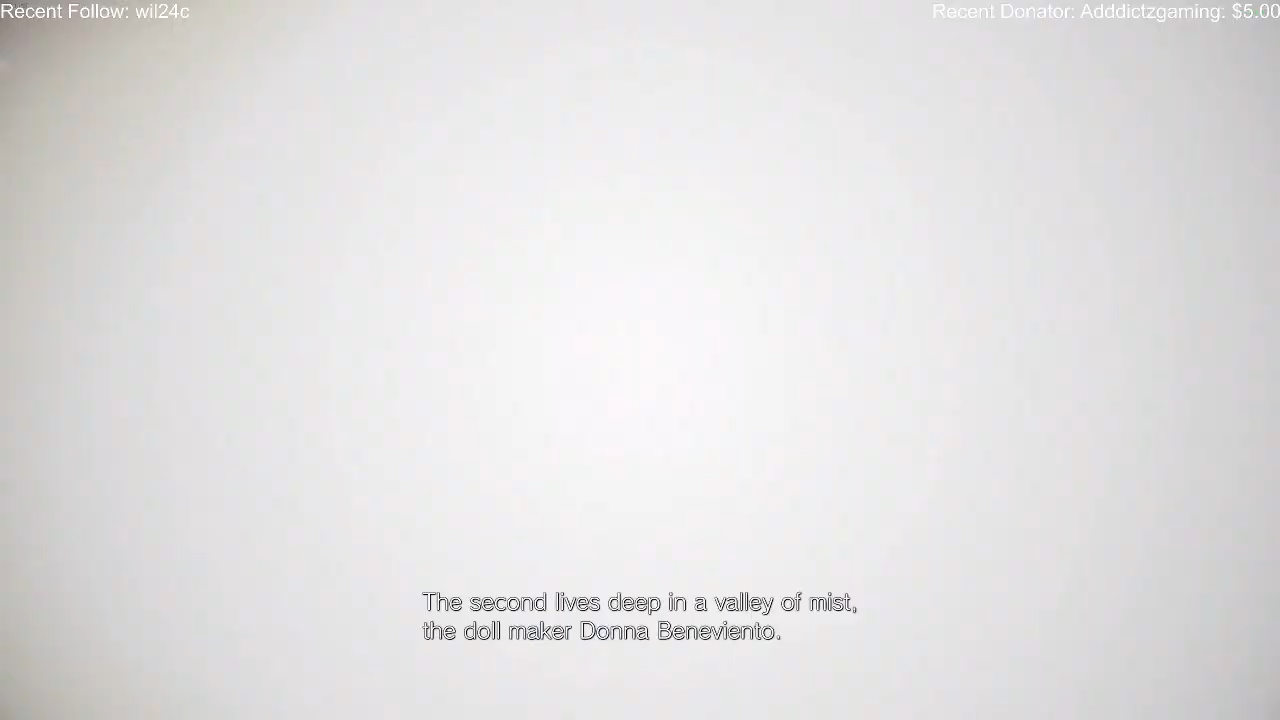 Recent Follow: wil24c
Recent Donator: Adddictzgaming: $5.00
The second lives deep in a valley of mist,
the doll maker Donna Beneviento.